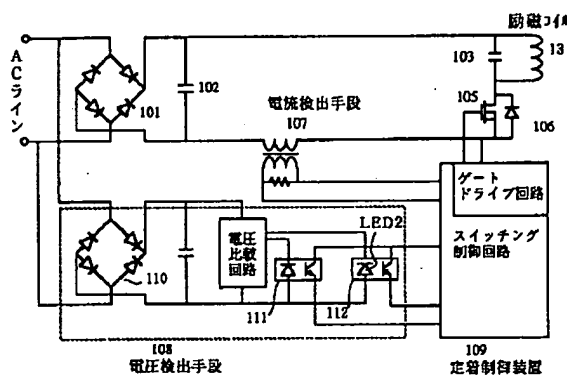 励磁コイル
103
13
ACライン
101
102
電流検出手段
107
105
106
ゲート
ドライブ回路
スイッチング
制御回路
LED2
電圧
比較
回路
110
111
112
108
電圧検出手段
109
定着制御装置